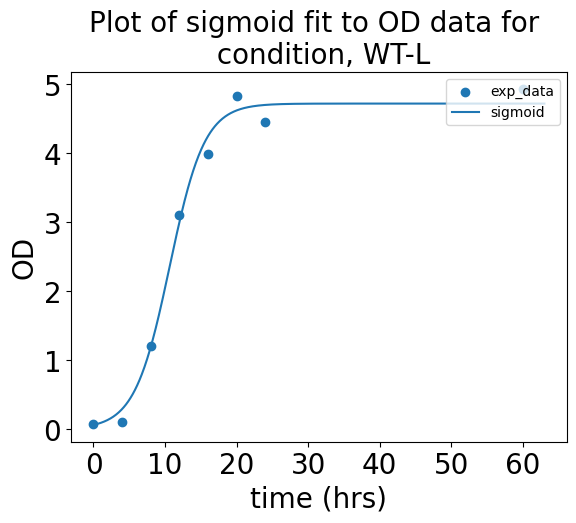 Plot of sigmoid fit to OD data for
condition, WT-L
5
4
3
2
1
0
OD
exp_data
sigmoid
0 10 20 30 40 50 60
time (hrs)